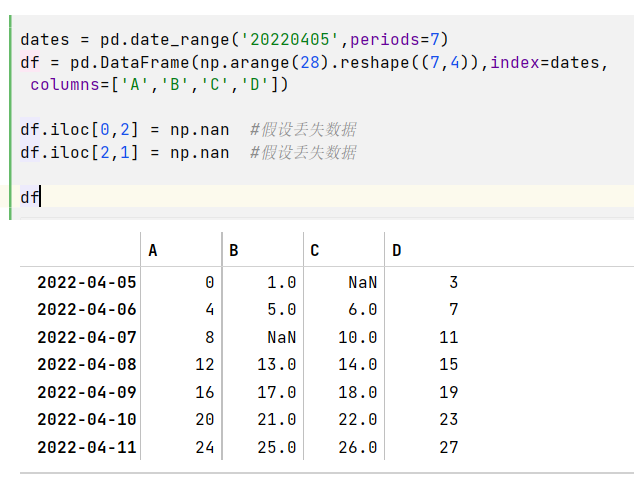 dates = pd.date_range('20220405',periods=7)
df = pd.DataFrame(np.arange(28).reshape((7,4)),index=dates,
columns=['A','B','C','D'])
df.iloc[0,2] = np.nan  #假设丢失数据
df.iloc[2,1] = np.nan  #假设丢失数据
df
A B C D
2022-04-05 0 1.0 NaN 3
2022-04-06 4 5.0 6.0 7
2022-04-07 8 NaN 10.0 11
2022-04-08 12 13.0 14.0 15
2022-04-09 16 17.0 18.0 19
2022-04-10 20 21.0 22.0 23
2022-04-11 24 25.0 26.0 27